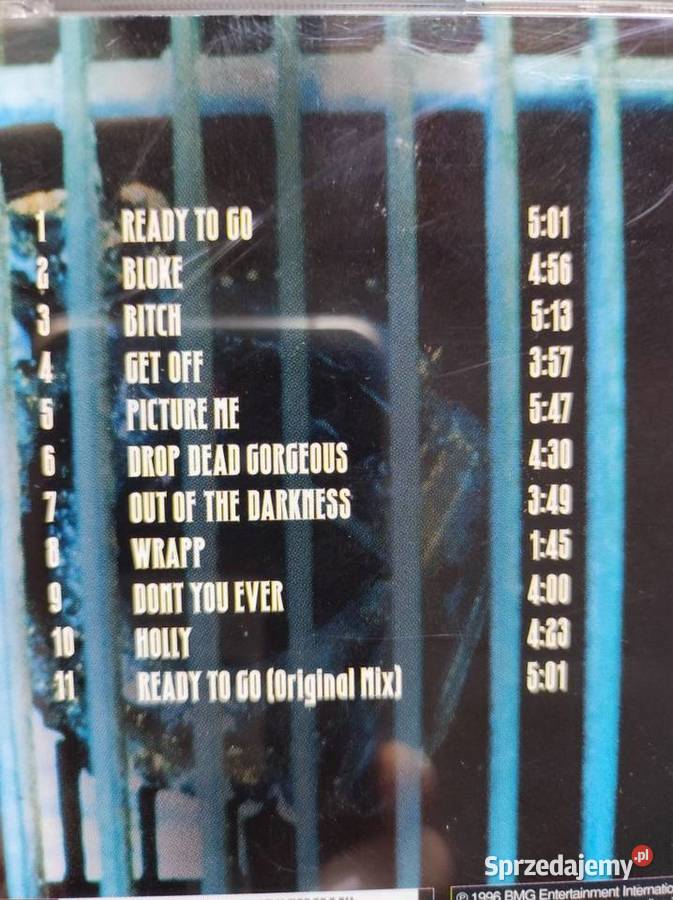 1 READY TO GO 5:01
2 BLOKE 4:56
3 BITCH 5:13
4 GET OFF 3:57
5 PICTURE ME 5:47
6 DROP DEAD GORGEOUS 4:30
7 OUT OF THE DARKNESS 3:49
8 WRAPP 1:45
9 DONT YOU EVER 4:00
10 HOLLY 4:23
11 READY TO GO (Original Mix) 5:01
Sprzedajemy.pl
℗ 1996 BMG Entertainment Internatio